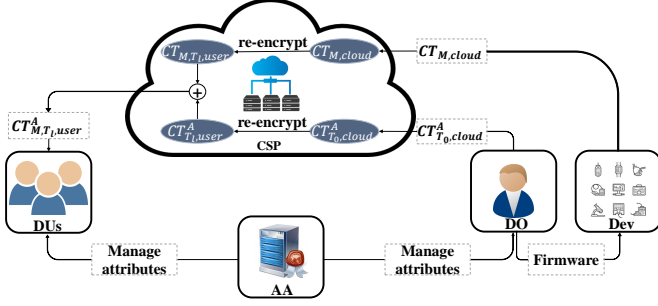 CT_{M,T_l,user} re-encrypt CT_{M,cloud} CT_{M,cloud}
+
CT^A_{M,T_l,user} CT^A_{T_l,user} re-encrypt CT^A_{T_0,cloud} CT^A_{T_0,cloud}
CSP
DUs DO Dev
Manage attributes
AA
Manage attributes
Firmware